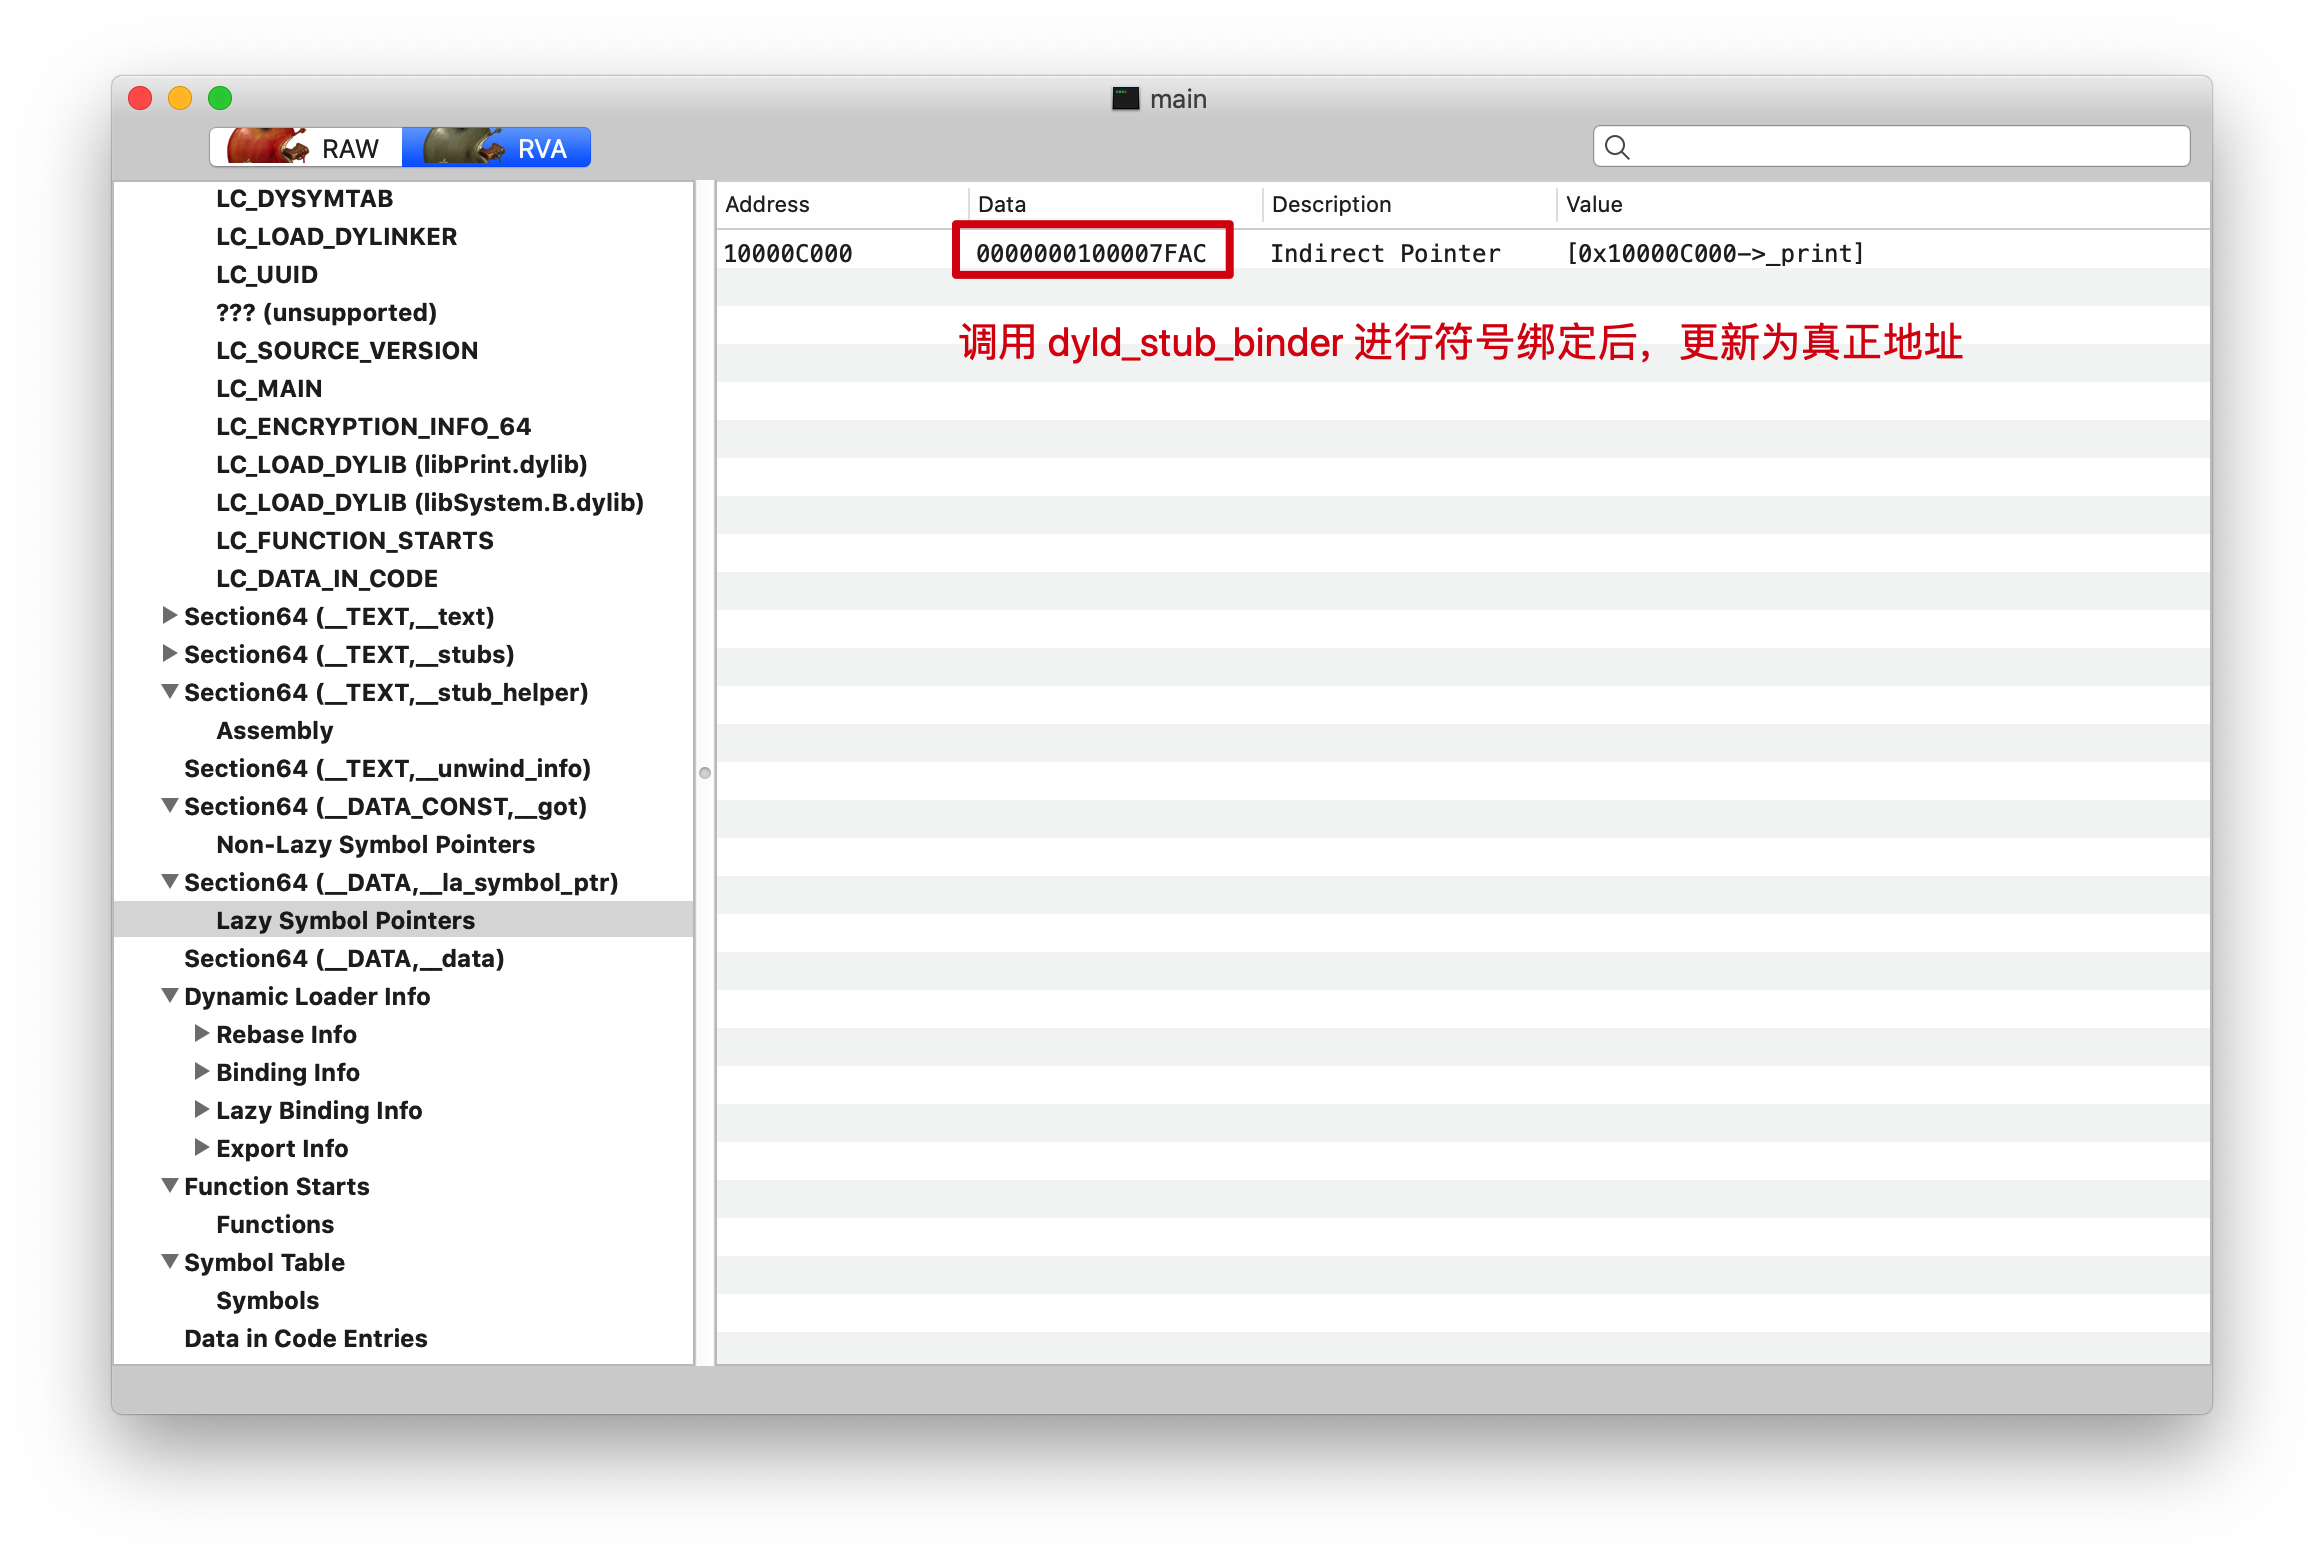 main
RAW
RVA
LC_DYSYMTAB
LC_LOAD_DYLINKER
LC_UUID
??? (unsupported)
LC_SOURCE_VERSION
LC_MAIN
LC_ENCRYPTION_INFO_64
LC_LOAD_DYLIB (libPrint.dylib)
LC_LOAD_DYLIB (libSystem.B.dylib)
LC_FUNCTION_STARTS
LC_DATA_IN_CODE
Section64 (__TEXT,__text)
Section64 (__TEXT,__stubs)
Section64 (__TEXT,__stub_helper)
Assembly
Section64 (__TEXT,__unwind_info)
Section64 (__DATA_CONST,__got)
Non-Lazy Symbol Pointers
Section64 (__DATA,__la_symbol_ptr)
Lazy Symbol Pointers
Section64 (__DATA,__data)
Dynamic Loader Info
Rebase Info
Binding Info
Lazy Binding Info
Export Info
Function Starts
Functions
Symbol Table
Symbols
Data in Code Entries
Address Data Description Value
10000C000 0000000100007FAC Indirect Pointer [0x10000C000->_print]
调用 dyld_stub_binder 进行符号绑定后，更新为真正地址